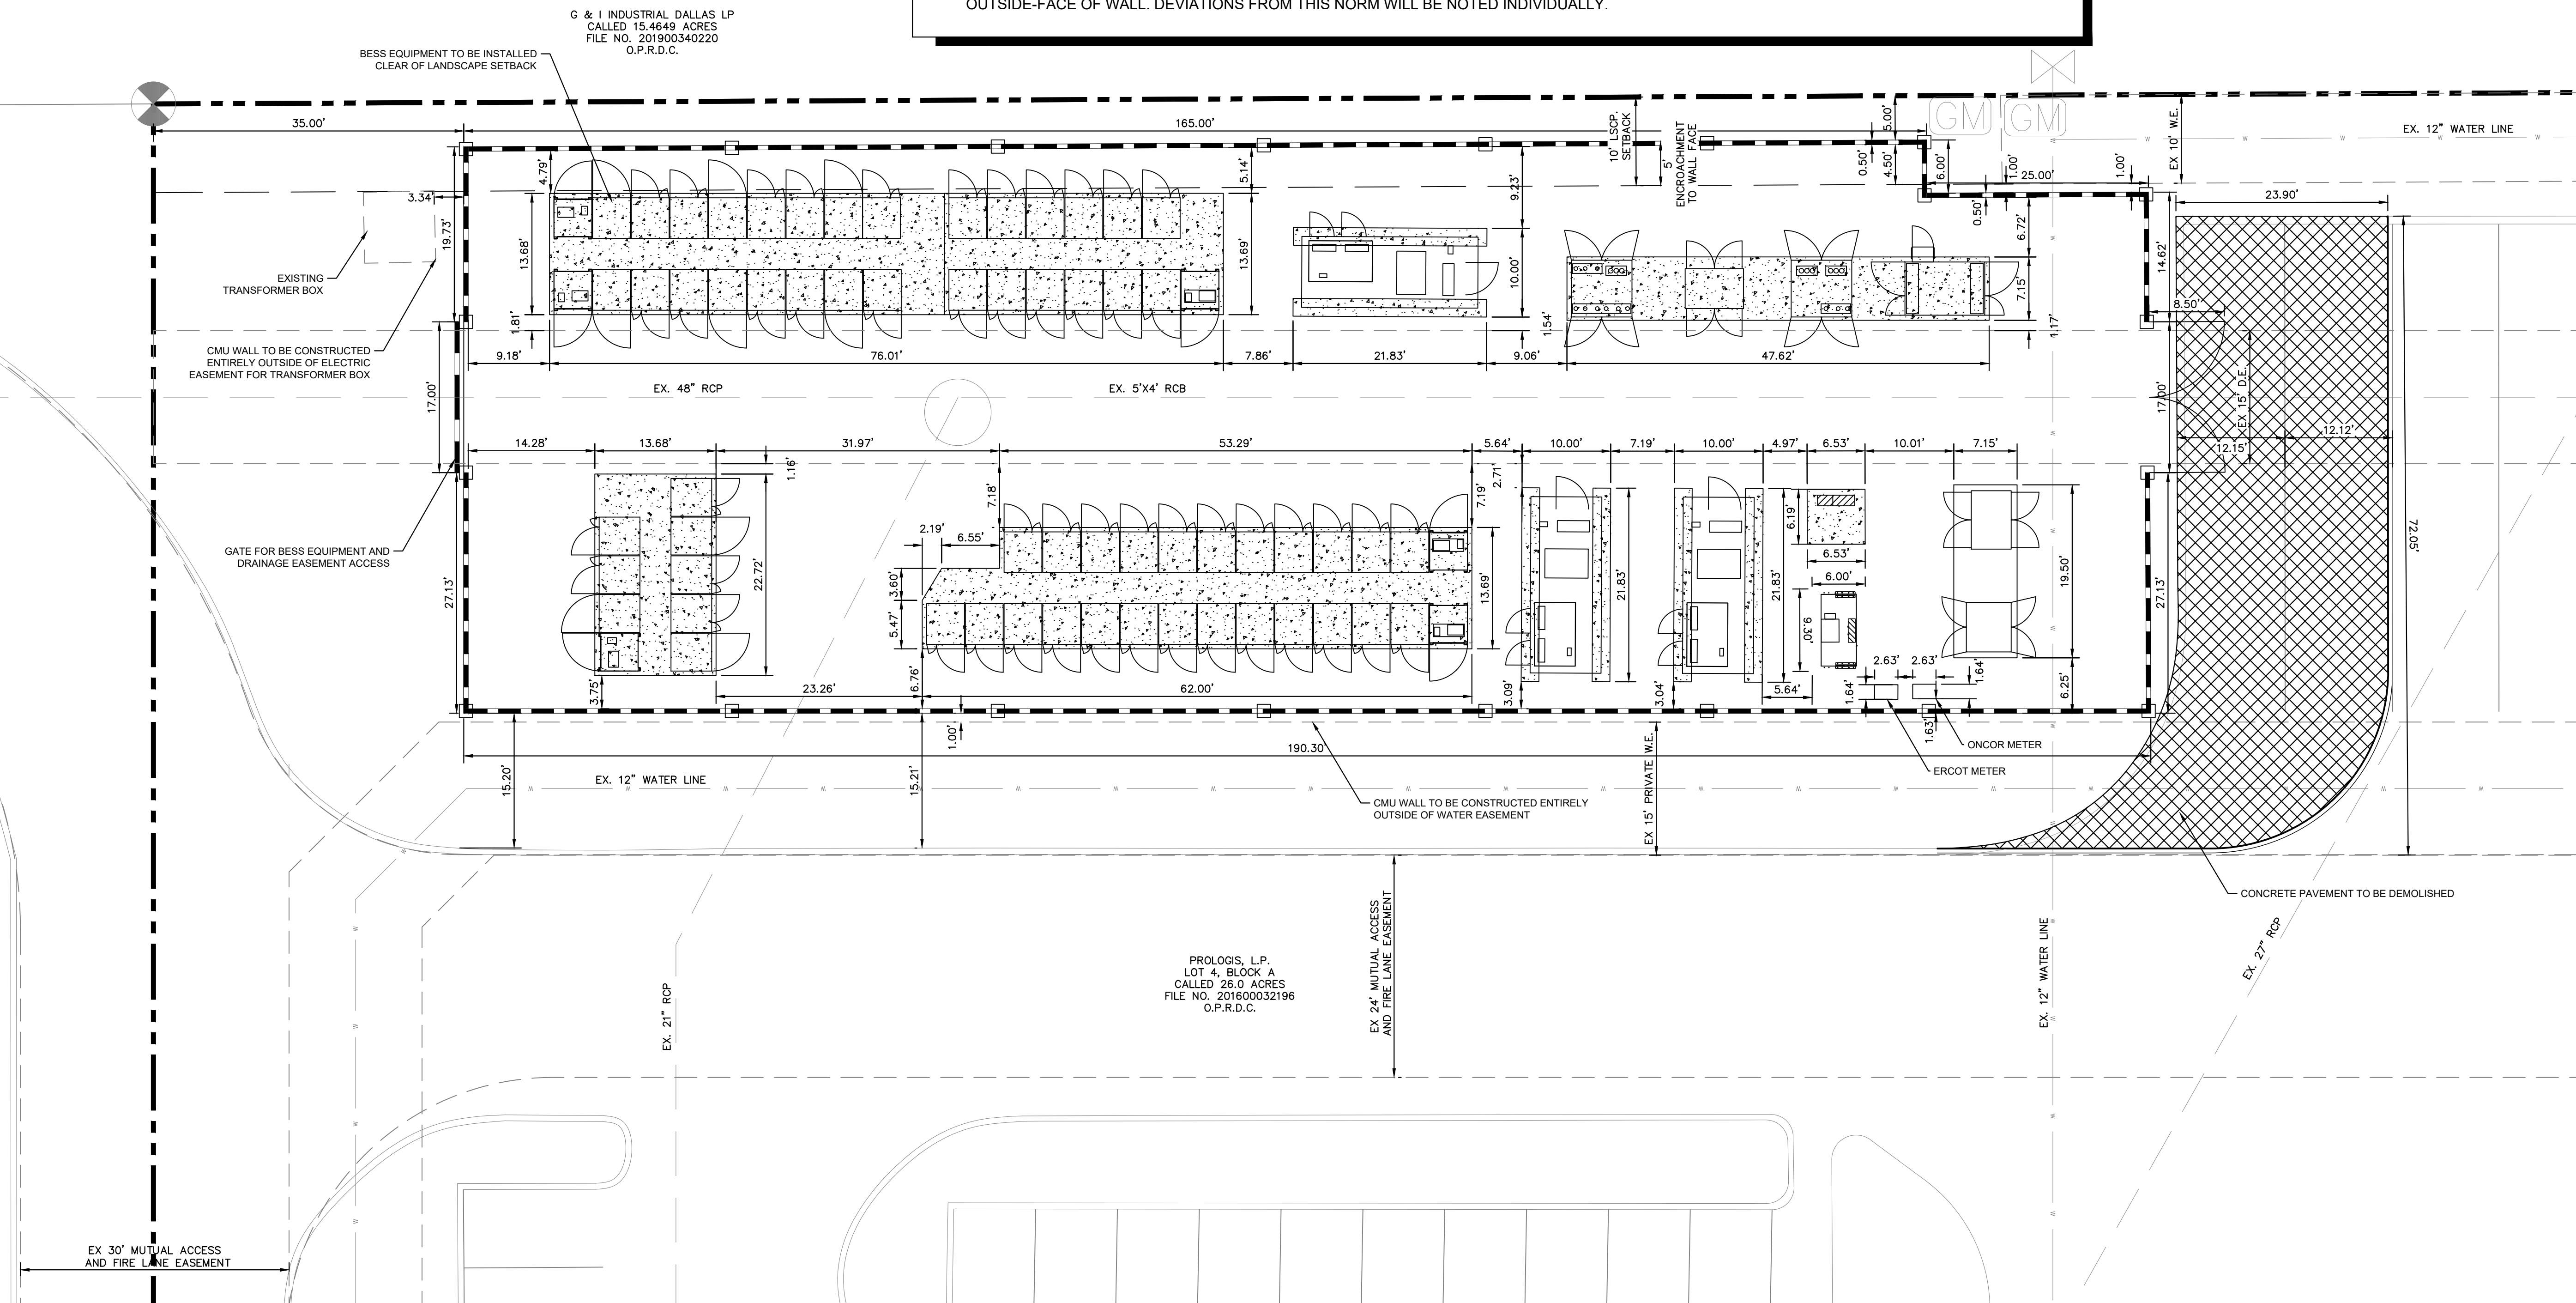 OUTSIDE-FACE OF WALL. DEVIATIONS FROM THIS NORM WILL BE NOTED INDIVIDUALLY.
G & I INDUSTRIAL DALLAS LP
CALLED 15.4649 ACRES
FILE NO. 201900340220
O.P.R.D.C.
BESS EQUIPMENT TO BE INSTALLED
CLEAR OF LANDSCAPE SETBACK
35.00'
165.00'
10' LSCP.
SETBACK
5'
ENCROACHMENT
TO WALL FACE
5.00'
0.50'
4.50'
6.00'
GM
GM
1.00'
25.00'
1.00'
EX 10' W.E.
EX. 12" WATER LINE
W
W
W
W
23.90'
3.34'
19.73'
4.79'
13.68'
1.81'
5.14'
13.69'
9.23'
10.00'
1.54'
0.50'
6.72'
7.15'
1.17'
14.62'
8.50'
EXISTING
TRANSFORMER BOX
CMU WALL TO BE CONSTRUCTED
ENTIRELY OUTSIDE OF ELECTRIC
EASEMENT FOR TRANSFORMER BOX
9.18'
76.01'
7.86'
21.83'
9.06'
47.62'
17.00'
EX. 48" RCP
EX. 5'X4' RCB
17.00'
EX 15' D.E.
12.15'
12.12'
14.28'
13.68'
31.97'
53.29'
5.64'
10.00'
7.19'
10.00'
4.97'
6.53'
10.01'
7.15'
1.16'
7.18'
7.19'
2.71'
GATE FOR BESS EQUIPMENT AND
DRAINAGE EASEMENT ACCESS
27.13'
22.72'
3.75'
2.19'
6.55'
3.60'
5.47'
6.76'
13.69'
21.83'
21.83'
6.19'
6.53'
6.00'
9.30'
19.50'
27.13'
72.05'
23.26'
62.00'
3.09'
3.04'
5.64'
1.64'
2.63'
2.63'
1.64'
6.25'
1.00'
190.30'
1.63'
ONCOR METER
ERCOT METER
15.20'
15.21'
EX. 12" WATER LINE
EX 15' PRIVATE W.E.
CMU WALL TO BE CONSTRUCTED ENTIRELY
OUTSIDE OF WATER EASEMENT
CONCRETE PAVEMENT TO BE DEMOLISHED
EX 24' MUTUAL ACCESS
AND FIRE LANE EASEMENT
PROLOGIS, L.P.
LOT 4, BLOCK A
CALLED 26.0 ACRES
FILE NO. 201600032196
O.P.R.D.C.
EX. 21" RCP
EX. 12" WATER LINE
EX. 27" RCP
EX 30' MUTUAL ACCESS
AND FIRE LANE EASEMENT